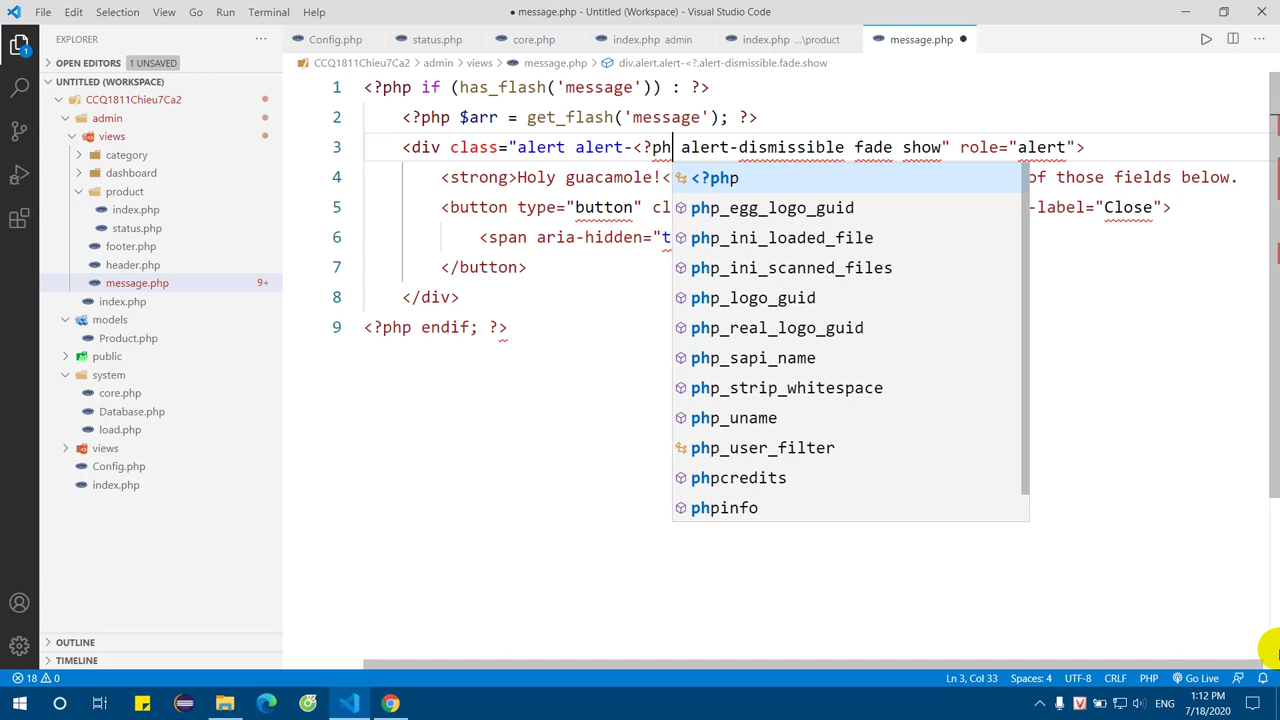 File Edit Selection View Go Run Terminal Help
● message.php - Untitled (Workspace) - Visual Studio Code
EXPLORER ···
Config.php status.php core.php index.php admin index.php ...\product message.php ●
OPEN EDITORS 1 UNSAVED
CCQ1811Chieu7Ca2 > admin > views > message.php > div.alert.alert-<?.alert-dismissible.fade.show
UNTITLED (WORKSPACE)
CCQ1811Chieu7Ca2
admin
views
category
dashboard
product
index.php
status.php
footer.php
header.php
message.php 9+
index.php
models
Product.php
public
system
core.php
Database.php
load.php
views
Config.php
index.php
OUTLINE
TIMELINE
1 <?php if (has_flash('message')) : ?>
2 <?php $arr = get_flash('message'); ?>
3 <div class="alert alert-<?ph alert-dismissible fade show" role="alert">
4 <strong>Holy guacamole!< of those fields below.
5 <button type="button" cl -label="Close">
6 <span aria-hidden="t
7 </button>
8 </div>
9 <?php endif; ?>
<?php
php_egg_logo_guid
php_ini_loaded_file
php_ini_scanned_files
php_logo_guid
php_real_logo_guid
php_sapi_name
php_strip_whitespace
php_uname
php_user_filter
phpcredits
phpinfo
18 0 Ln 3, Col 33 Spaces: 4 UTF-8 CRLF PHP Go Live
1
V ENG 1:12 PM
7/18/2020